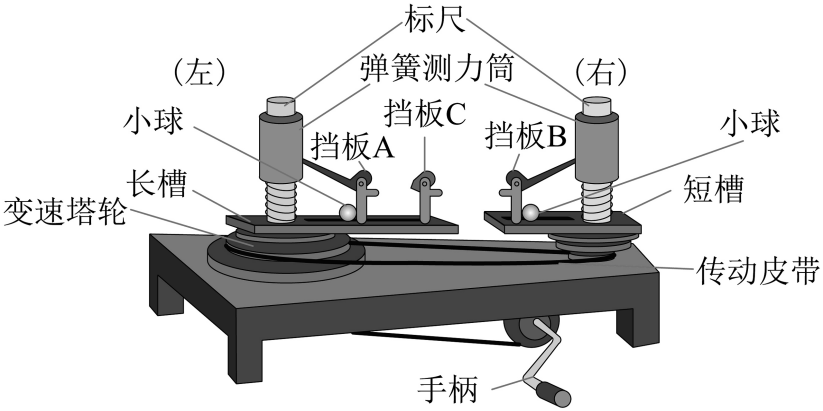 标尺
(左)
弹簧测力筒
(右)
小球
挡板A
挡板C
挡板B
小球
长槽
短槽
变速塔轮
传动皮带
手柄